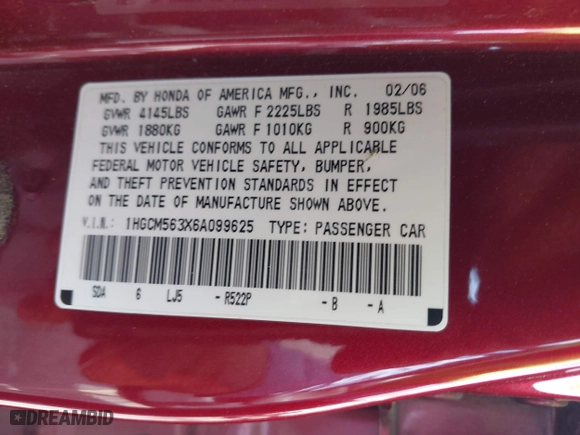 MFD. BY HONDA OF AMERICA MFG., INC. 02/06
GVWR 4145LBS GAWR F 2225LBS R 1985LBS
GVWR 1880KG GAWR F 1010KG R 900KG
THIS VEHICLE CONFORMS TO ALL APPLICABLE
FEDERAL MOTOR VEHICLE SAFETY, BUMPER,
AND THEFT PREVENTION STANDARDS IN EFFECT
ON THE DATE OF MANUFACTURE SHOWN ABOVE.
V.I.N.: 1HGCM563X6A099625 TYPE: PASSENGER CAR
SDA 6 LJ5 - R522P - B - A
DREAMBID